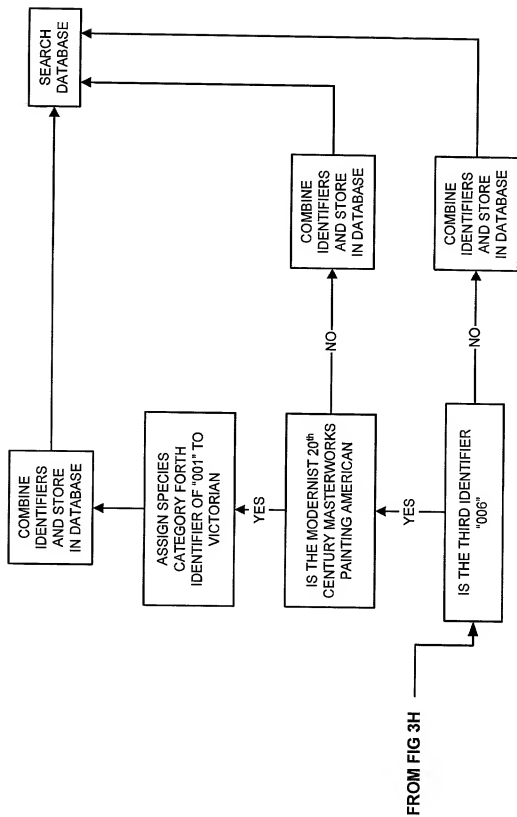 FROM FIG 3H
IS THE THIRD IDENTIFIER
"006"
YES
NO
IS THE MODERNIST 20th
CENTURY MASTERWORKS
PAINTING AMERICAN
YES
NO
ASSIGN SPECIES
CATEGORY FORTH
IDENTIFIER OF "001" TO
VICTORIAN
COMBINE
IDENTIFIERS
AND STORE
IN DATABASE
COMBINE
IDENTIFIERS
AND STORE
IN DATABASE
COMBINE
IDENTIFIERS
AND STORE
IN DATABASE
SEARCH
DATABASE